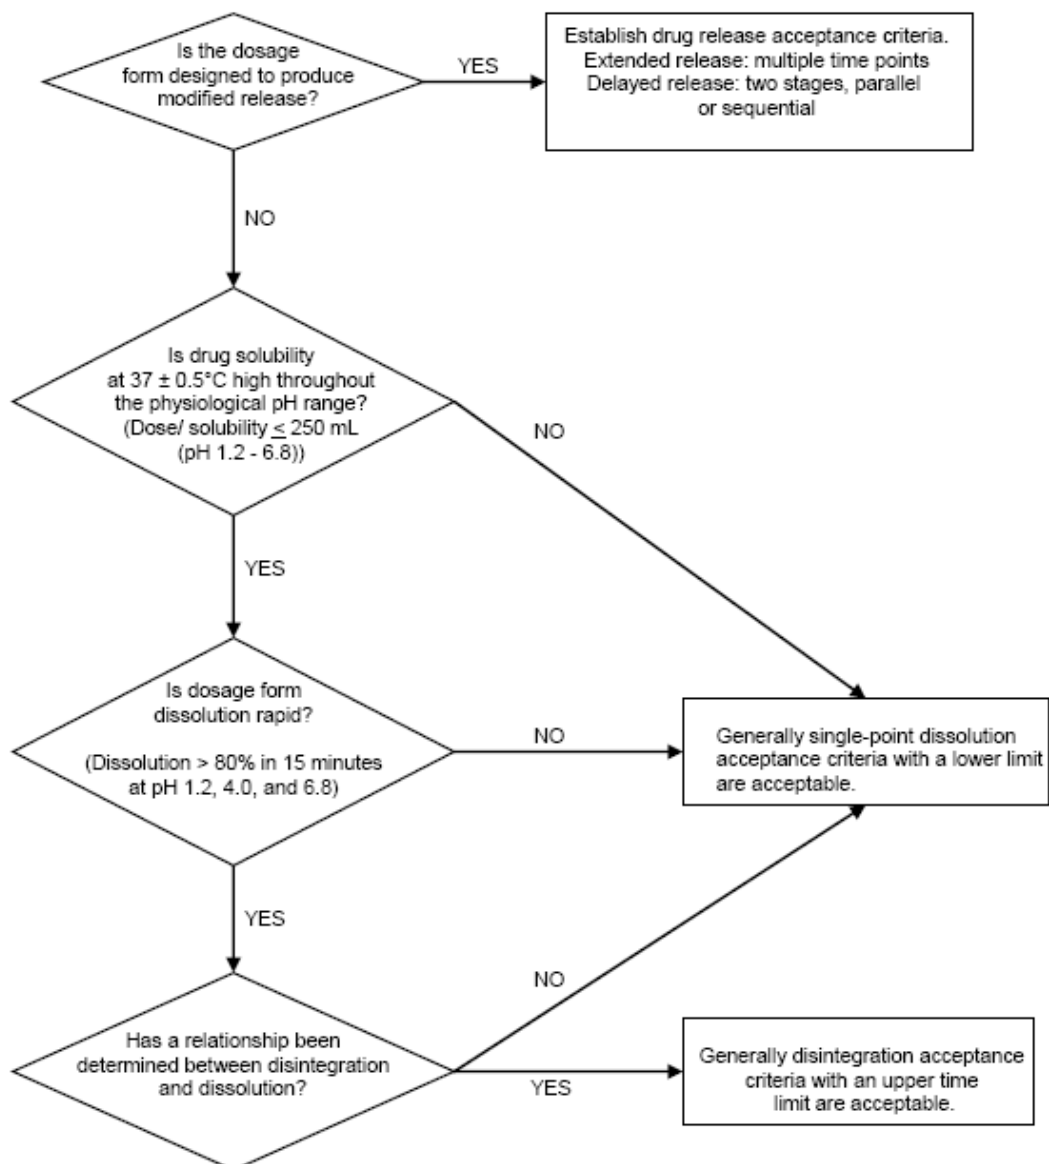 Is the dosage
form designed to produce
modified release?
YES
Establish drug release acceptance criteria.
Extended release: multiple time points
Delayed release: two stages, parallel
or sequential
NO
Is drug solubility
at 37 ± 0.5°C high throughout
the physiological pH range?
(Dose/ solubility ≤ 250 mL
(pH 1.2 - 6.8))
NO
YES
Is dosage form
dissolution rapid?
(Dissolution > 80% in 15 minutes
at pH 1.2, 4.0, and 6.8)
NO
Generally single-point dissolution
acceptance criteria with a lower limit
are acceptable.
YES
NO
Has a relationship been
determined between disintegration
and dissolution?
YES
Generally disintegration acceptance
criteria with an upper time
limit are acceptable.